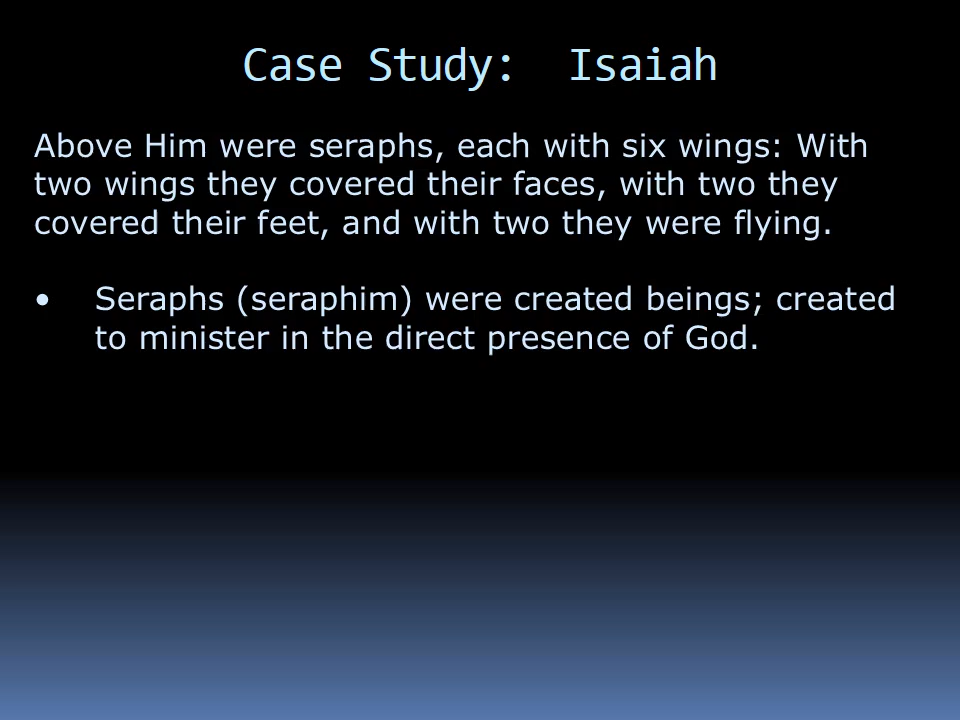 Case Study:  Isaiah
Above Him were seraphs, each with six wings: With
two wings they covered their faces, with two they
covered their feet, and with two they were flying.
• Seraphs (seraphim) were created beings; created
to minister in the direct presence of God.